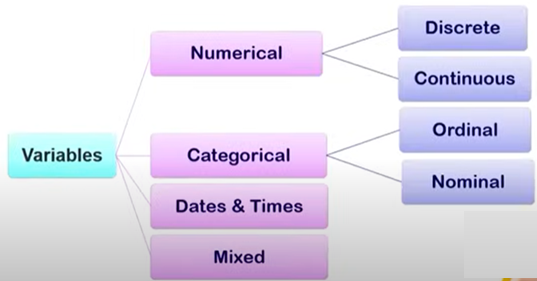 Variables
Numerical
Discrete
Continuous
Categorical
Ordinal
Nominal
Dates & Times
Mixed